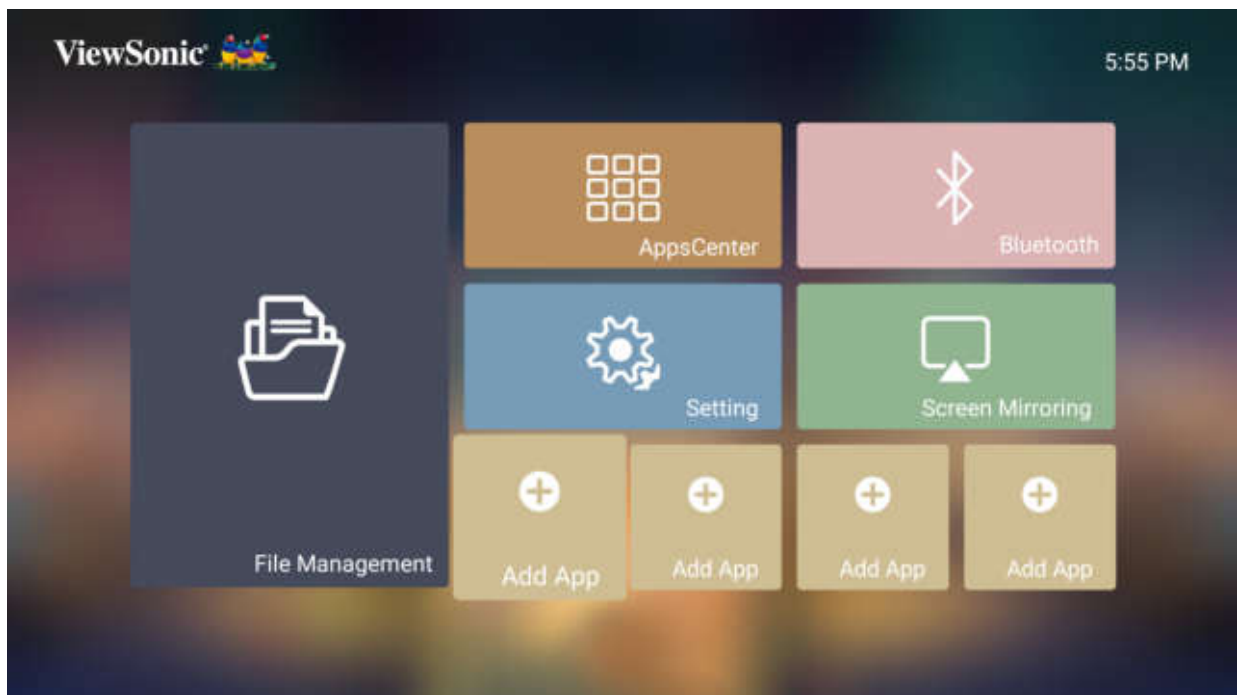 ViewSonic®
5:55 PM
AppsCenter
Bluetooth
Setting
Screen Mirroring
File Management
Add App
Add App
Add App
Add App